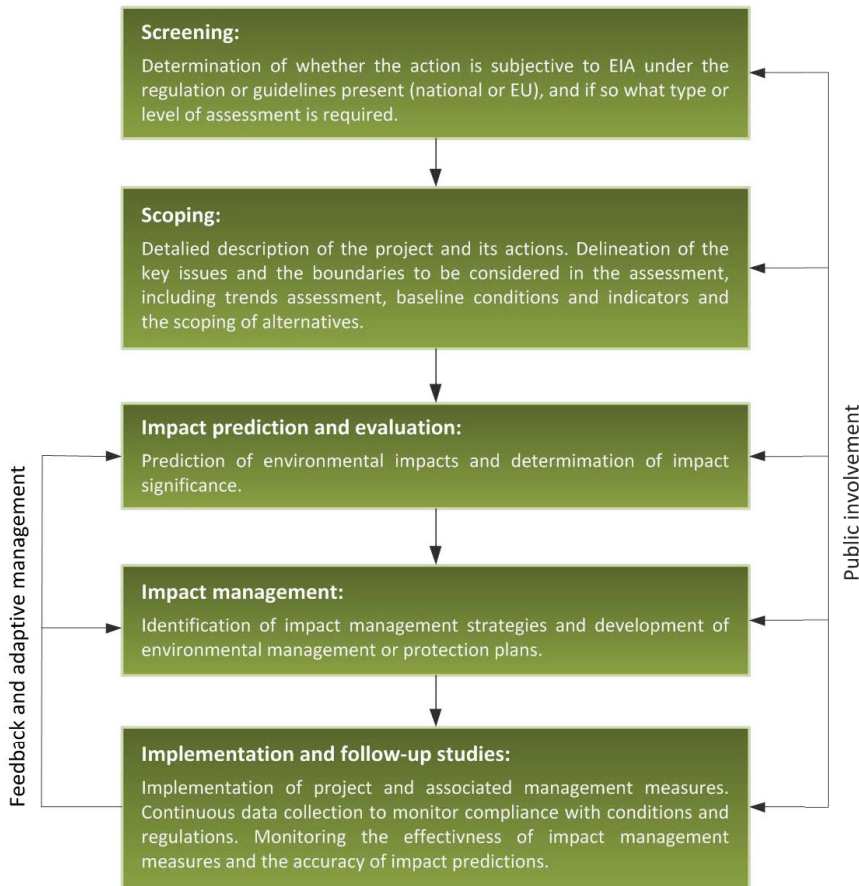 Screening:
Determination of whether the action is subjective to EIA under the
regulation or guidelines present (national or EU), and if so what type or
level of assessment is required.
Scoping:
Detalied description of the project and its actions. Delineation of the
key issues and the boundaries to be considered in the assessment,
including trends assessment, baseline conditions and indicators and
the scoping of alternatives.
Impact prediction and evaluation:
Prediction of environmental impacts and determimation of impact
significance.
Impact management:
Identification of impact management strategies and development of
environmental management or protection plans.
Implementation and follow-up studies:
Implementation of project and associated management measures.
Continuous data collection to monitor compliance with conditions and
regulations. Monitoring the effectivness of impact management
measures and the accuracy of impact predictions.
Feedback and adaptive management
Public involvement